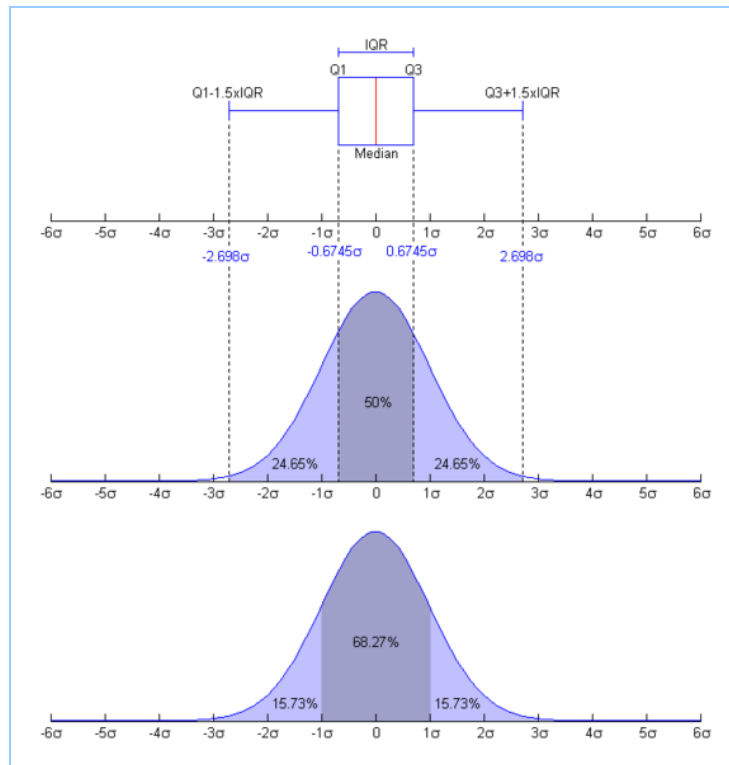 IQR
Q1 Q3
Q1-1.5xIQR Q3+1.5xIQR
Median
-6σ -5σ -4σ -3σ -2σ -1σ 0 1σ 2σ 3σ 4σ 5σ 6σ
-2.698σ -0.6745σ 0.6745σ 2.698σ
50%
24.65% 24.65%
-6σ -5σ -4σ -3σ -2σ -1σ 0 1σ 2σ 3σ 4σ 5σ 6σ
68.27%
15.73% 15.73%
-6σ -5σ -4σ -3σ -2σ -1σ 0 1σ 2σ 3σ 4σ 5σ 6σ